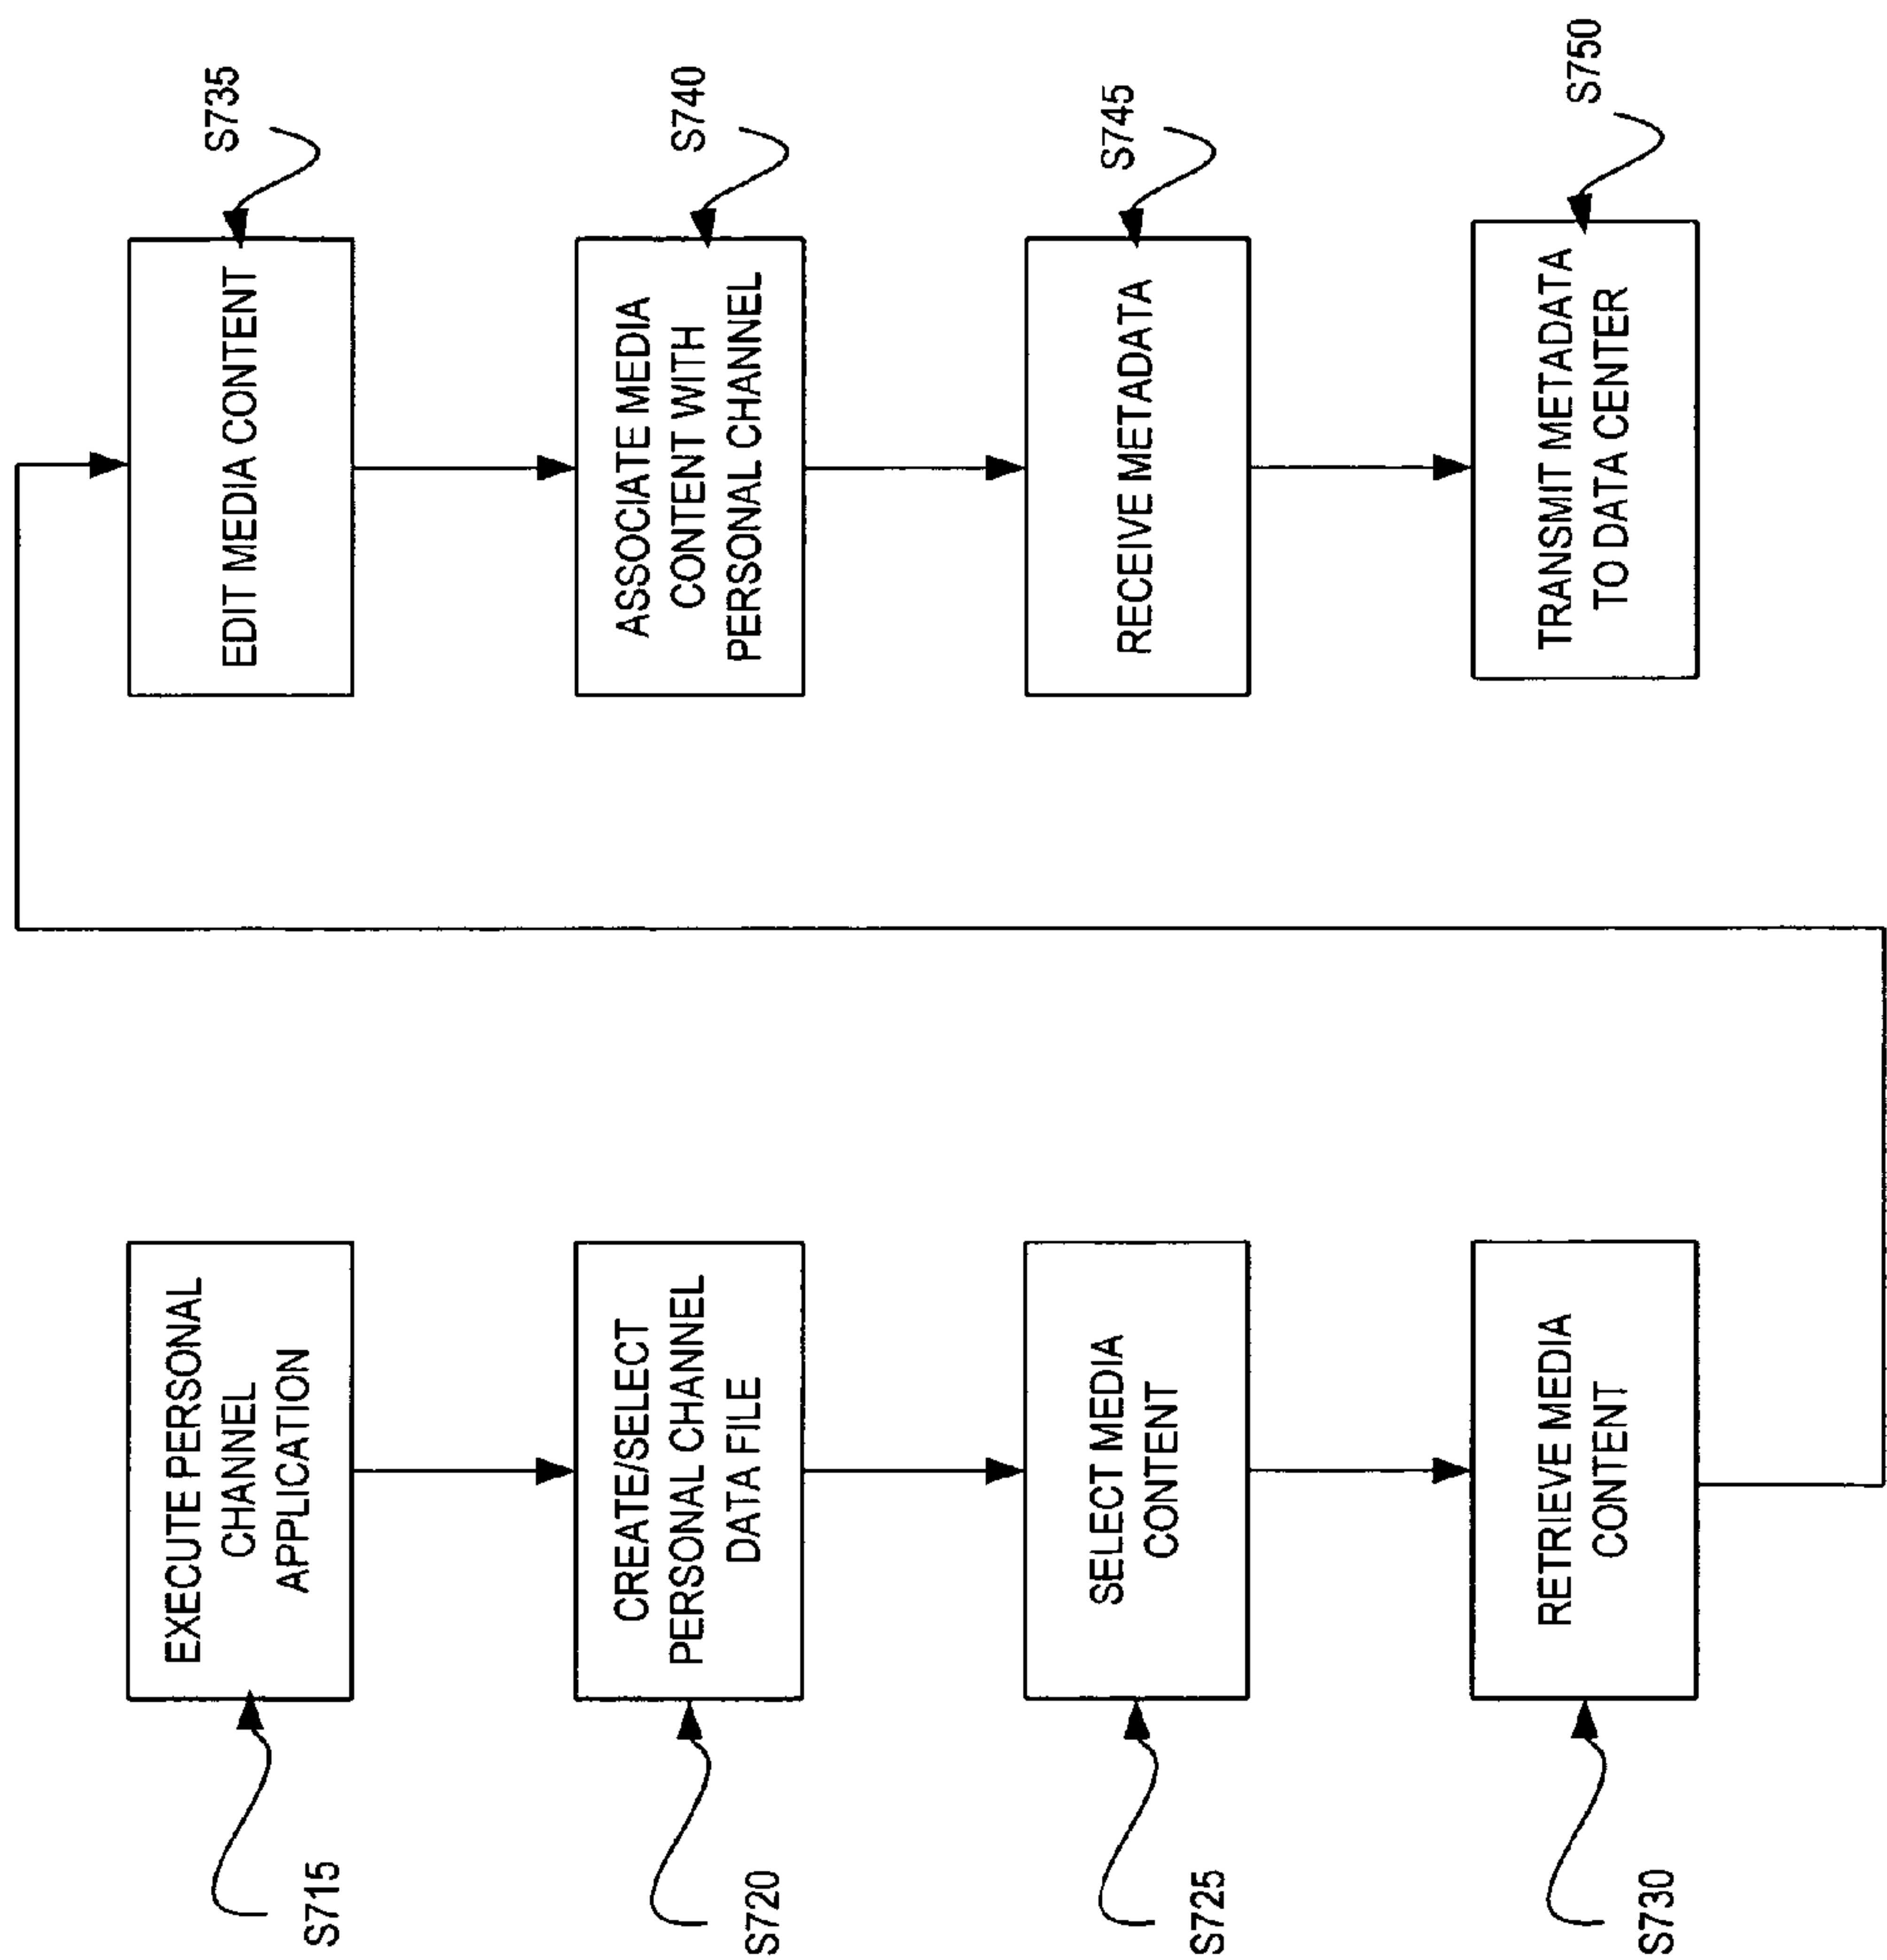 S715
EXECUTE PERSONAL
CHANNEL
APPLICATION
S720
CREATE/SELECT
PERSONAL CHANNEL
DATA FILE
S725
SELECT MEDIA
CONTENT
S730
RETRIEVE MEDIA
CONTENT
S735
EDIT MEDIA CONTENT
S740
ASSOCIATE MEDIA
CONTENT WITH
PERSONAL CHANNEL
S745
RECEIVE METADATA
S750
TRANSMIT METADATA
TO DATA CENTER